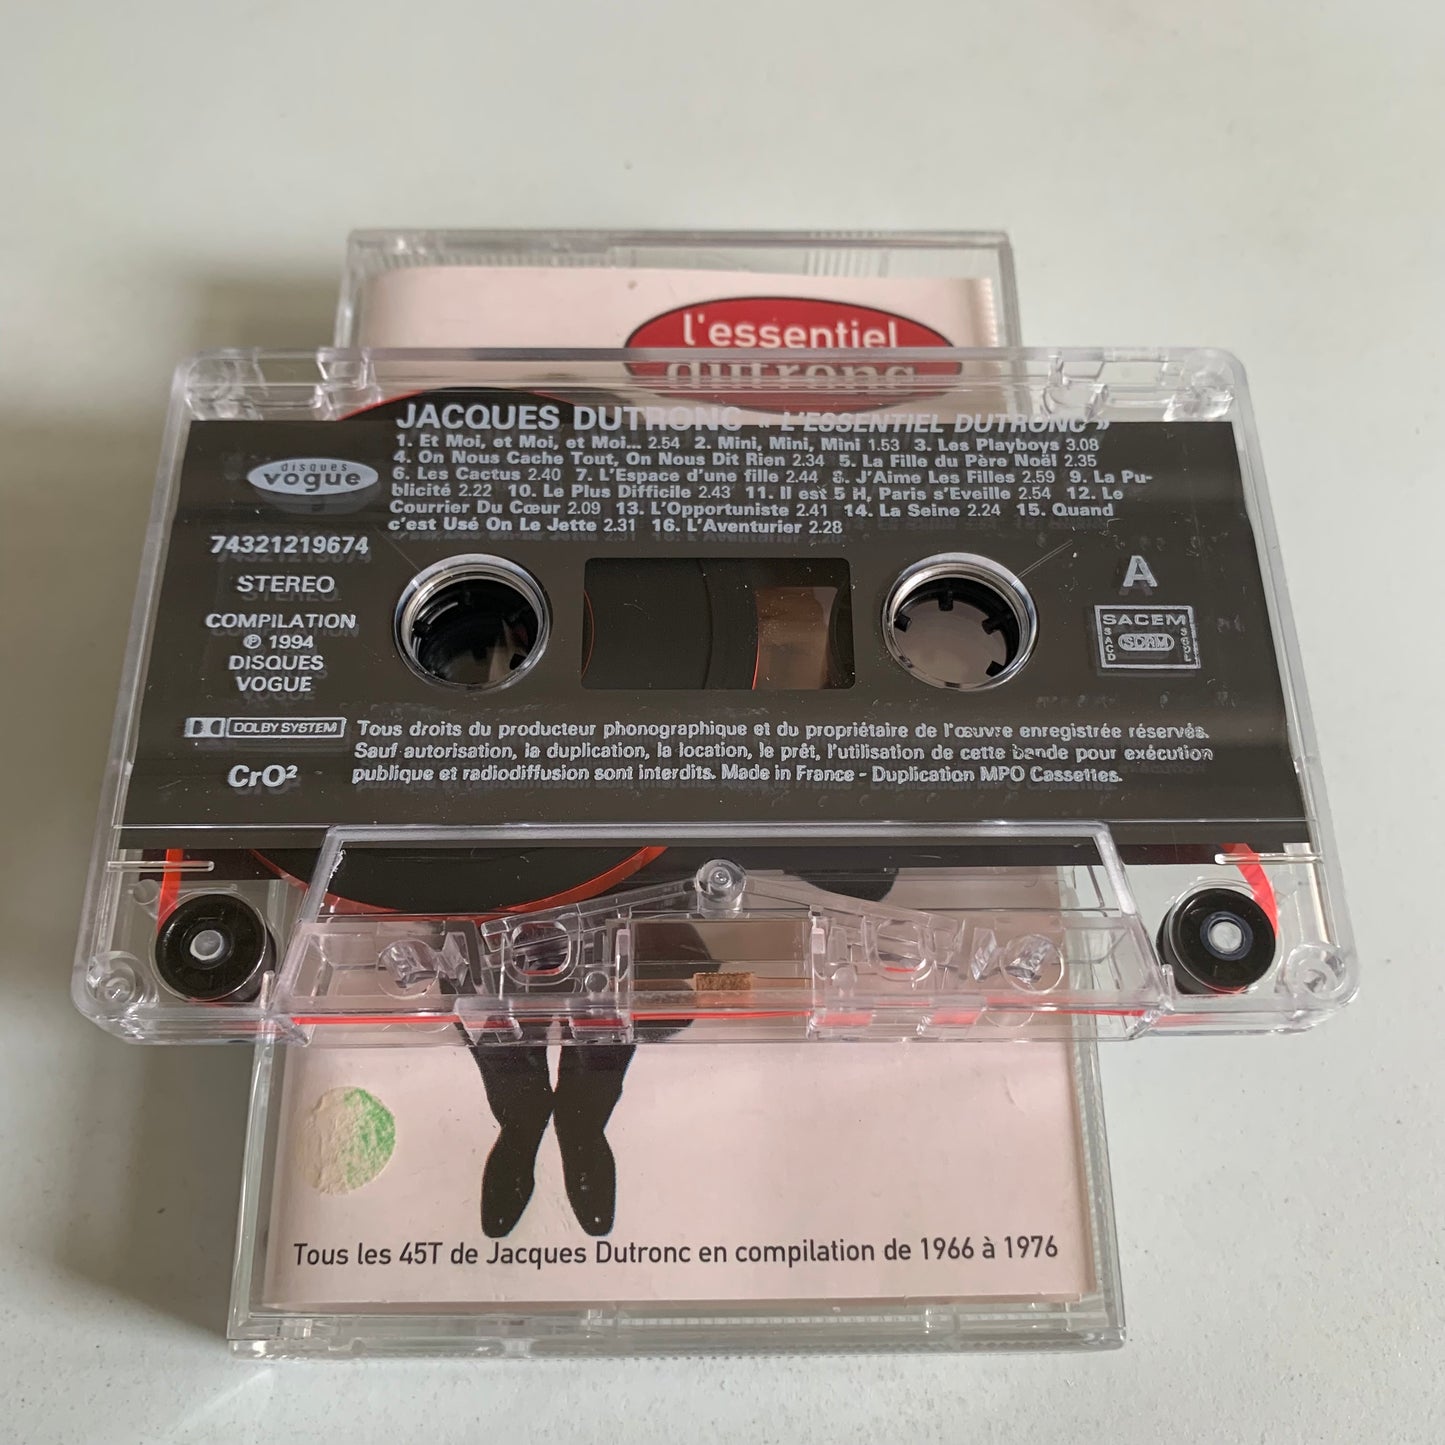 l'essentiel
dutronc
JACQUES DUTRONC « L'ESSENTIEL DUTRONC »
1. Et Moi, et Moi, et Moi... 2.54 2. Mini, Mini, Mini 1.53 3. Les Playboys 3.08
4. On Nous Cache Tout, On Nous Dit Rien 2.34 5. La Fille du Père Noël 2.35
6. Les Cactus 2.40 7. L'Espace d'une fille 2.44 8. J'Aime Les Filles 2.59 9. La Pu-
blicité 2.22 10. Le Plus Difficile 2.43 11. Il est 5 H, Paris s'Eveille 2.54 12. Le
Courrier Du Cœur 2.09 13. L'Opportuniste 2.41 14. La Seine 2.24 15. Quand
c'est Usé On Le Jette 2.31 16. L'Aventurier 2.28
disques
vogue
74321219674
STEREO
COMPILATION
℗ 1994
DISQUES
VOGUE
A
SACEM
SACD
SDRM
SGDL
DOLBY SYSTEM
CrO²
Tous droits du producteur phonographique et du propriétaire de l'œuvre enregistrée réservés.
Sauf autorisation, la duplication, la location, le prêt, l'utilisation de cette bande pour exécution
publique et radiodiffusion sont interdits. Made in France - Duplication MPO Cassettes.
Tous les 45T de Jacques Dutronc en compilation de 1966 à 1976